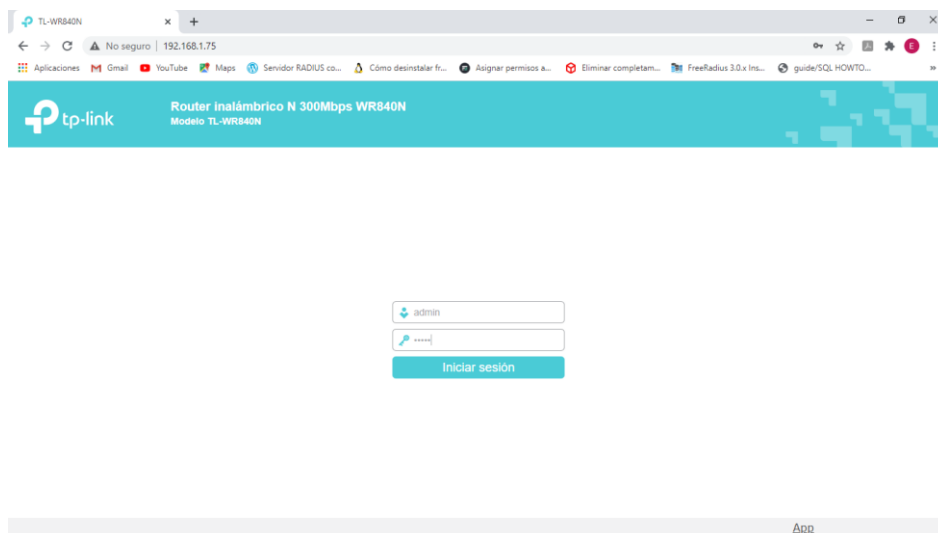 TL-WR840N
No seguro | 192.168.1.75
Aplicaciones Gmail YouTube Maps Servidor RADIUS co... Cómo desinstalar fr... Asignar permisos a... Eliminar completam... FreeRadius 3.0.x Ins... guide/SQL HOWTO... »
E
tp-link
Router inalámbrico N 300Mbps WR840N
Modelo TL-WR840N
admin
•••••
Iniciar sesión
App